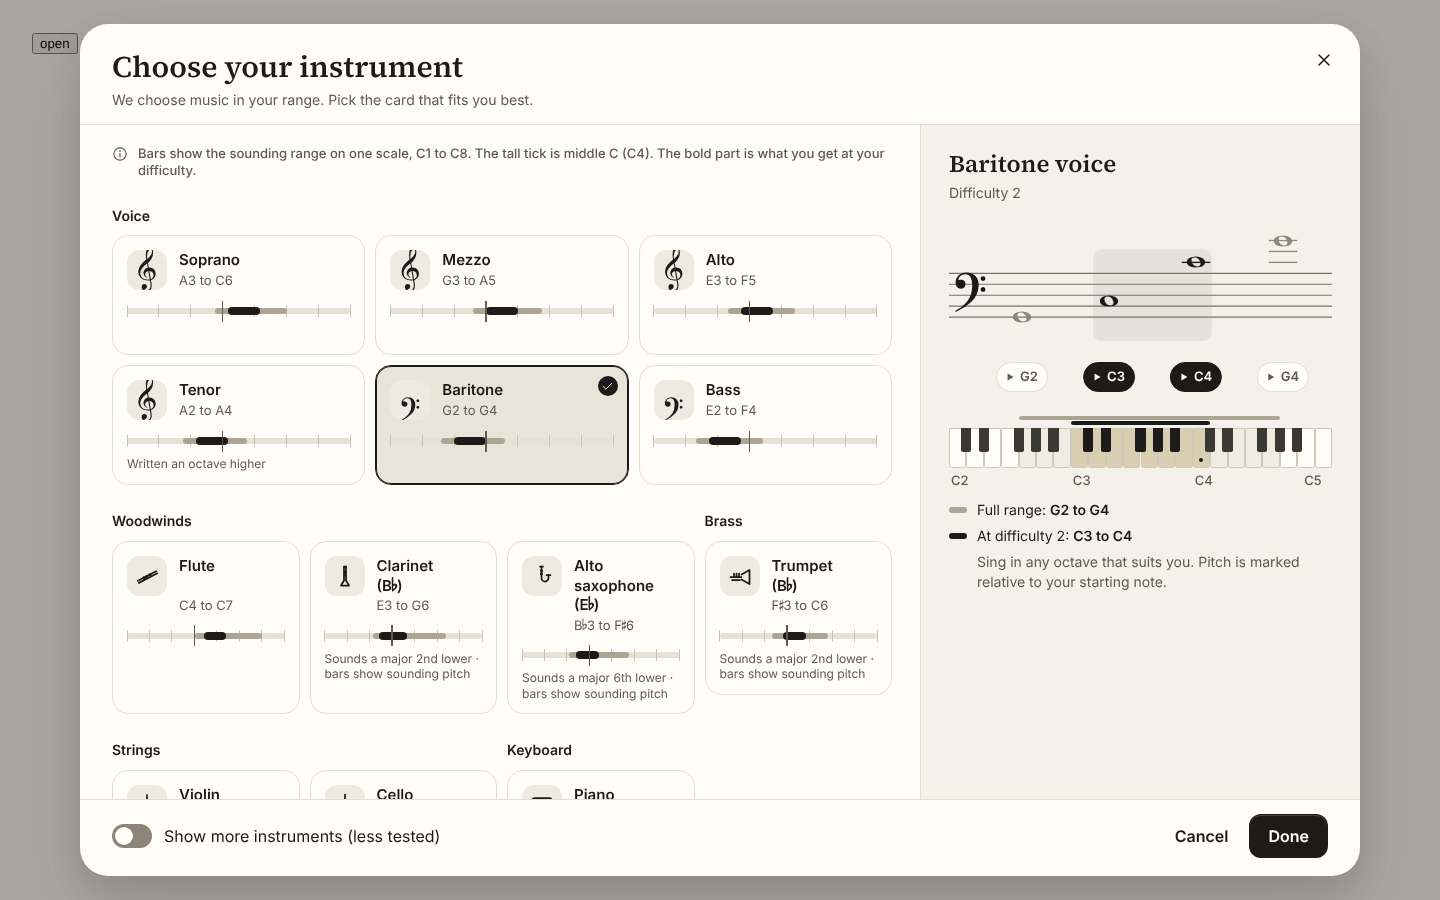 open
Choose your instrument
We choose music in your range. Pick the card that fits you best.
Bars show the sounding range on one scale, C1 to C8. The tall tick is middle C (C4). The bold part is what you get at your
difficulty.
Voice
Soprano
A3 to C6
Mezzo
G3 to A5
Alto
E3 to F5
Tenor
A2 to A4
Written an octave higher
Baritone
G2 to G4
Bass
E2 to F4
Woodwinds
Flute
C4 to C7
Clarinet
(B♭)
E3 to G6
Sounds a major 2nd lower ·
bars show sounding pitch
Alto
saxophone
(E♭)
B♭3 to F♯6
Sounds a major 6th lower ·
bars show sounding pitch
Brass
Trumpet
(B♭)
F♯3 to C6
Sounds a major 2nd lower ·
bars show sounding pitch
Strings
Violin
Cello
Keyboard
Piano
Baritone voice
Difficulty 2
G2
C3
C4
G4
C2
C3
C4
C5
Full range: G2 to G4
At difficulty 2: C3 to C4
Sing in any octave that suits you. Pitch is marked
relative to your starting note.
Show more instruments (less tested)
Cancel
Done